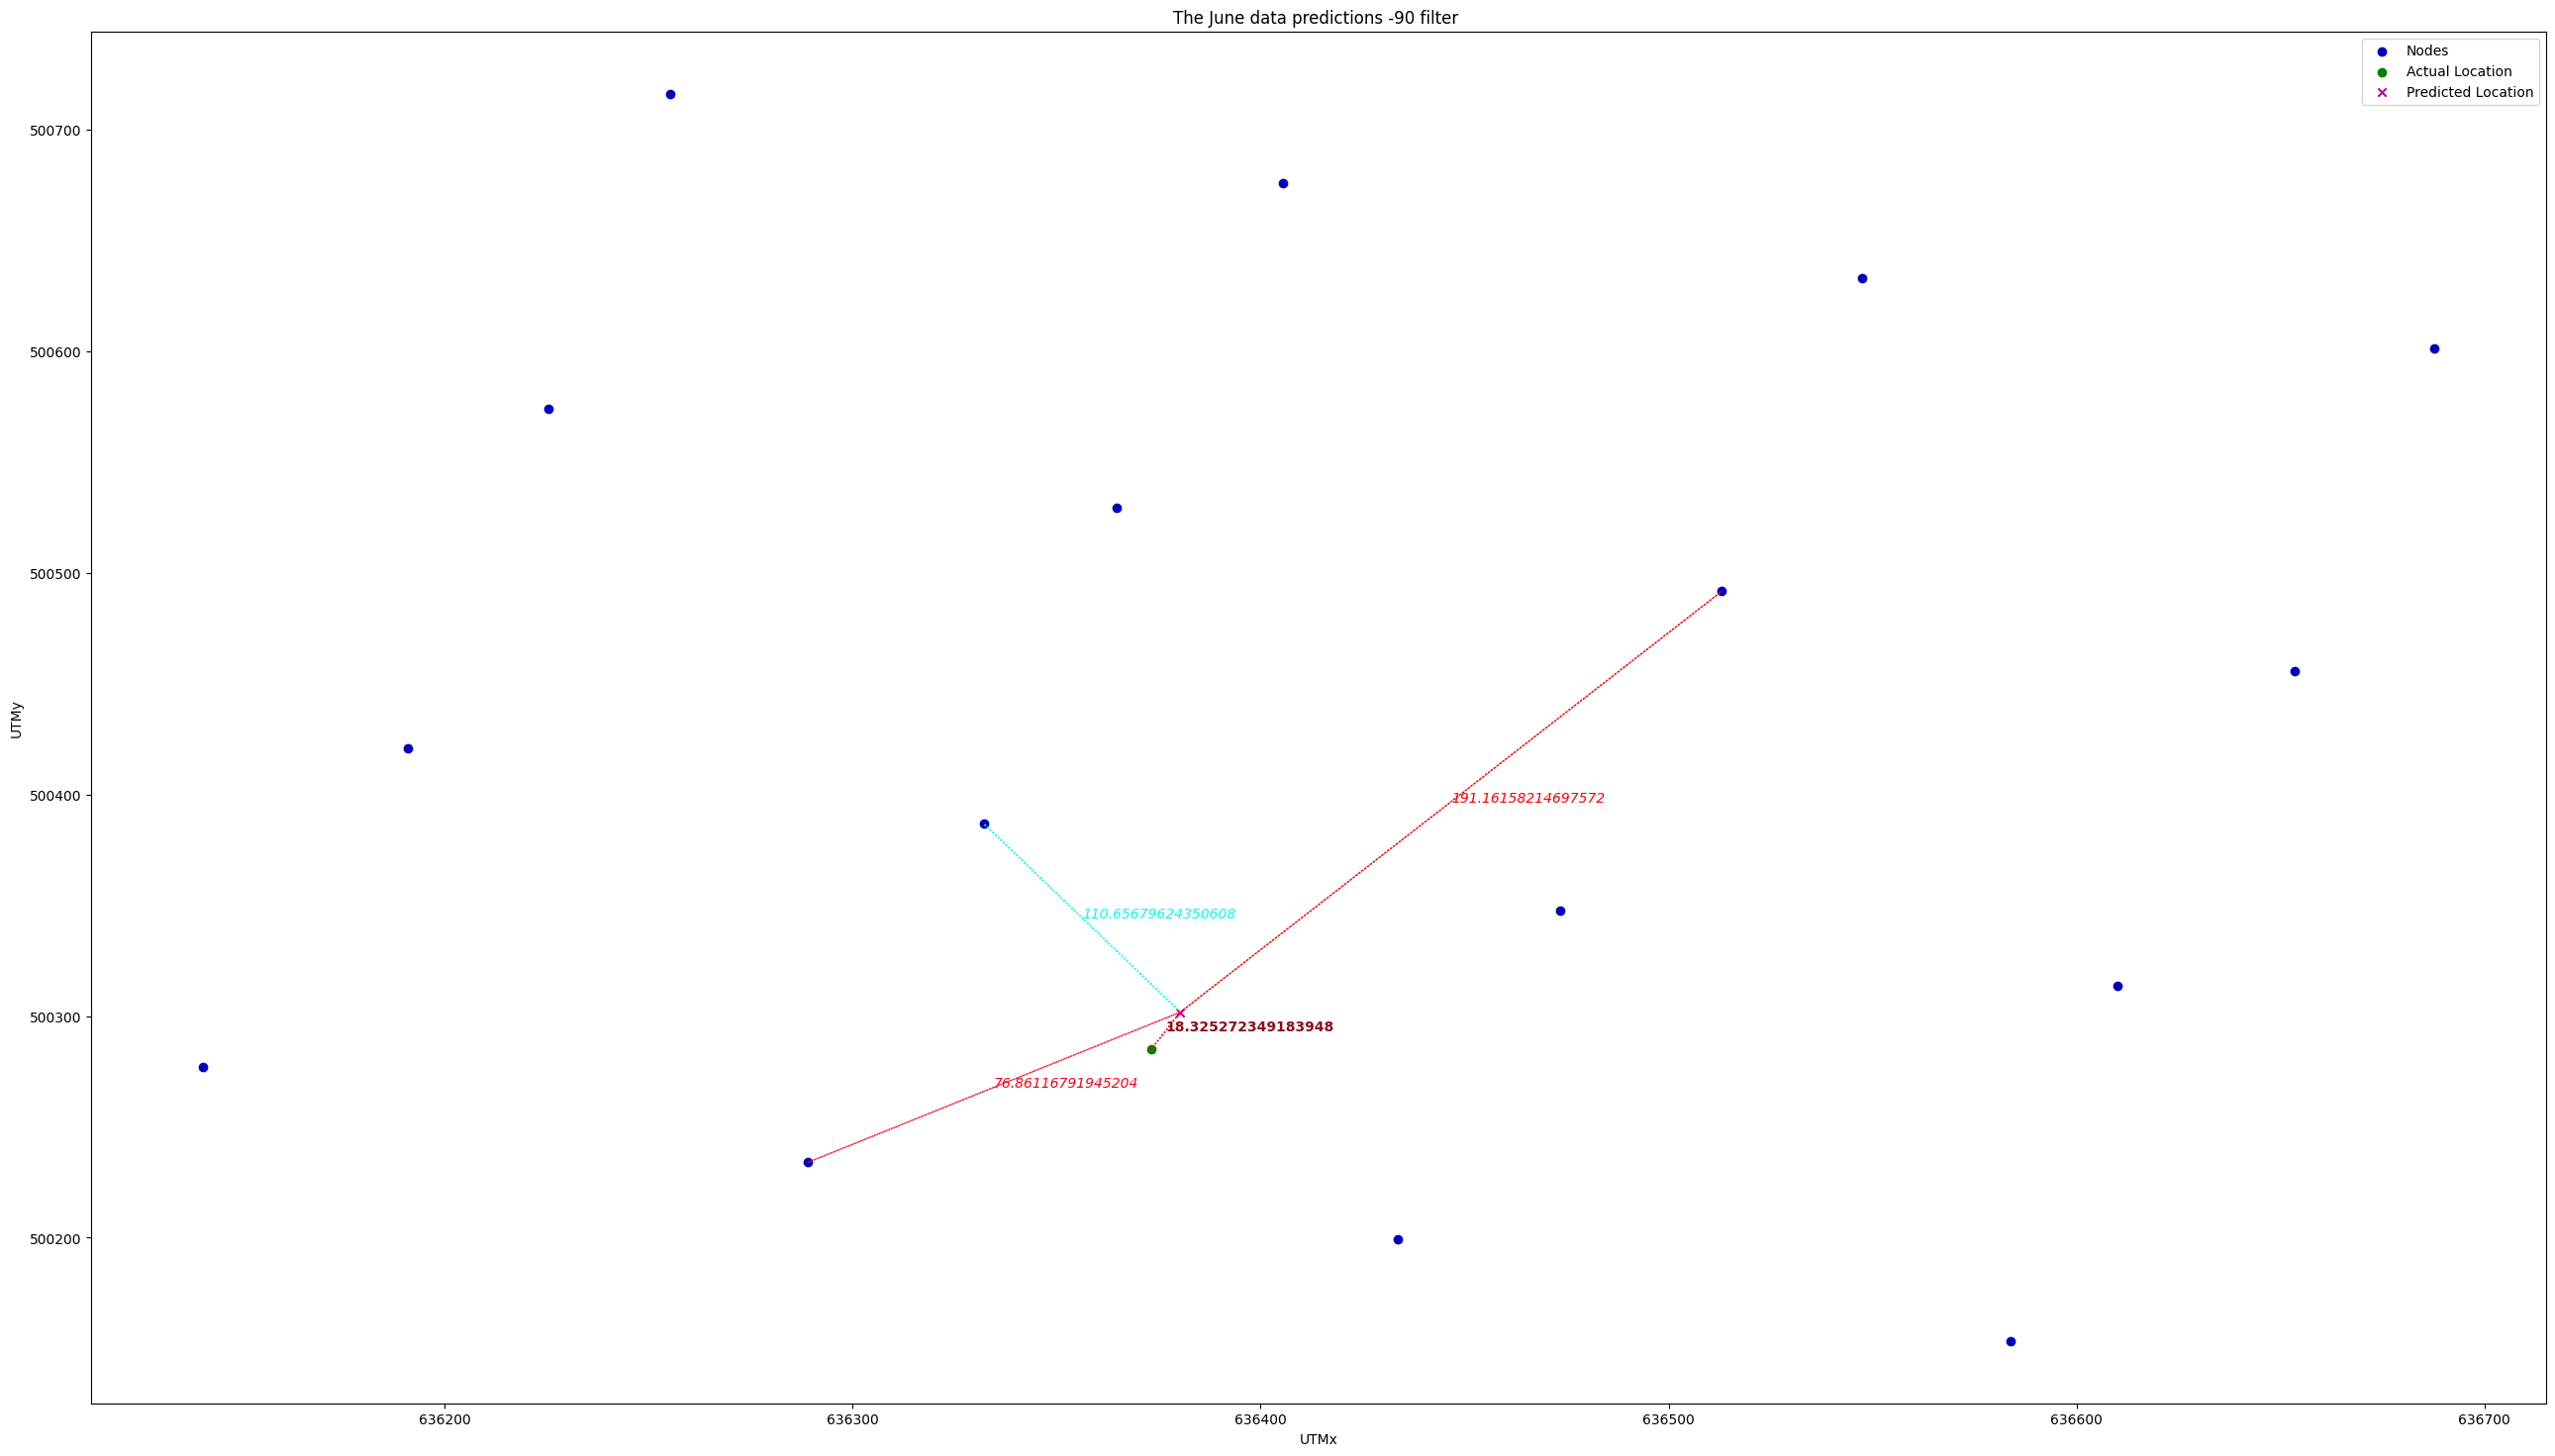 The June data predictions -90 filter
Nodes
Actual Location
Predicted Location
500700
500600
500500
500400
500300
500200
UTMy
191.16158214697572
110.65679624350608
18.325272349183948
76.86116791945204
636200
636300
636400
636500
636600
636700
UTMx